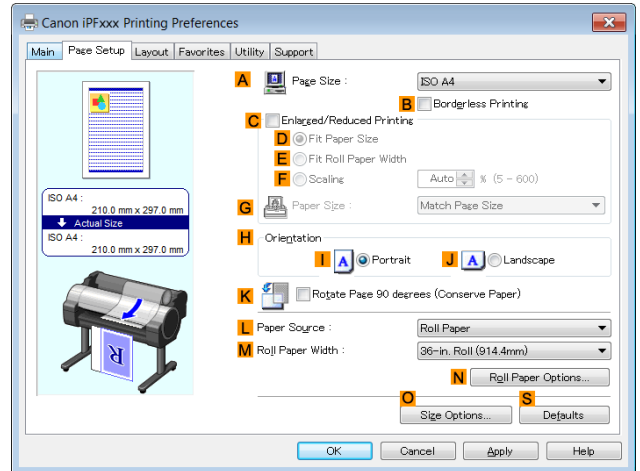 Canon iPFxxx Printing Preferences
Main Page Setup Layout Favorites Utility Support
A Page Size : ISO A4
B Borderless Printing
C Enlarged/Reduced Printing
D Fit Paper Size
E Fit Roll Paper Width
F Scaling Auto % (5 - 600)
G Paper Size : Match Page Size
ISO A4 :
210.0 mm x 297.0 mm
Actual Size
ISO A4 :
210.0 mm x 297.0 mm
H Orientation
I A Portrait J A Landscape
K Rotate Page 90 degrees (Conserve Paper)
L Paper Source : Roll Paper
M Roll Paper Width : 36-in. Roll (914.4mm)
N Roll Paper Options...
O S
Size Options... Defaults
R
OK Cancel Apply Help